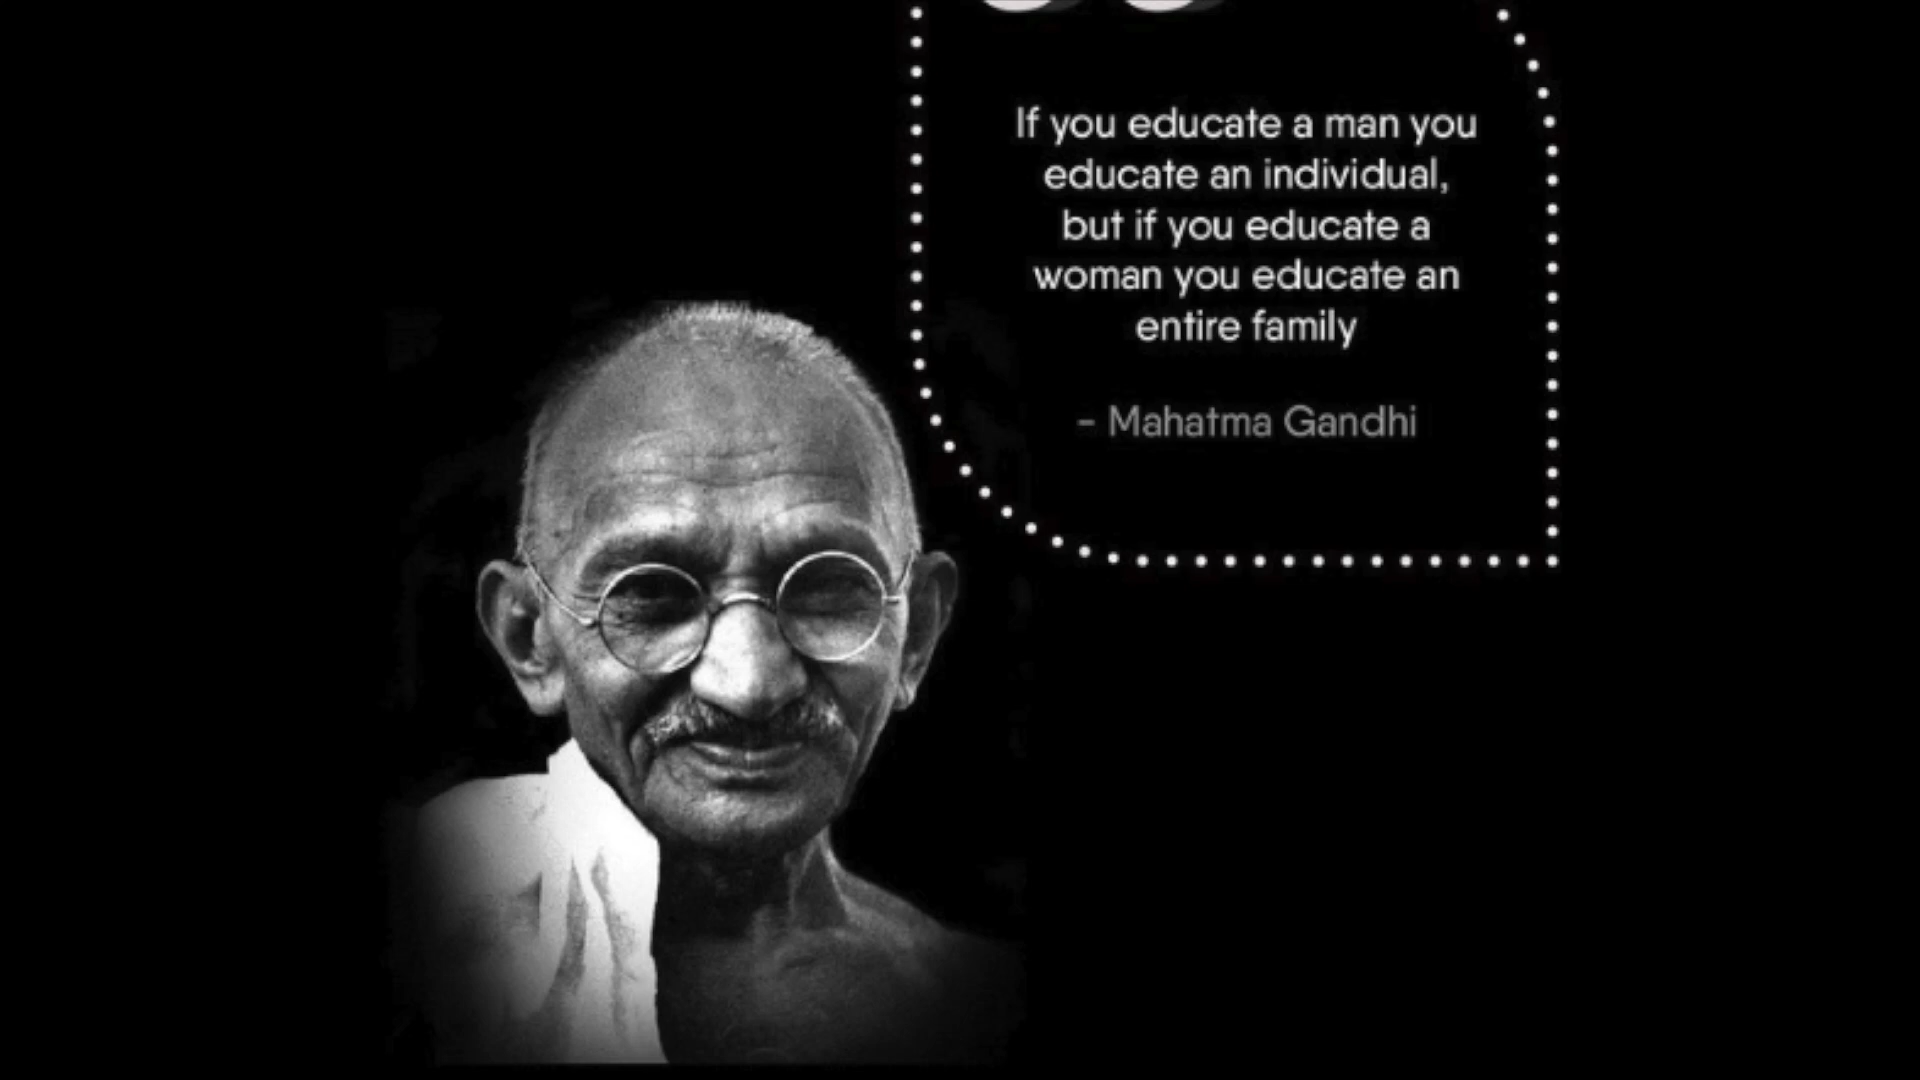 If you educate a man you
educate an individual,
but if you educate a
woman you educate an
entire family
- Mahatma Gandhi